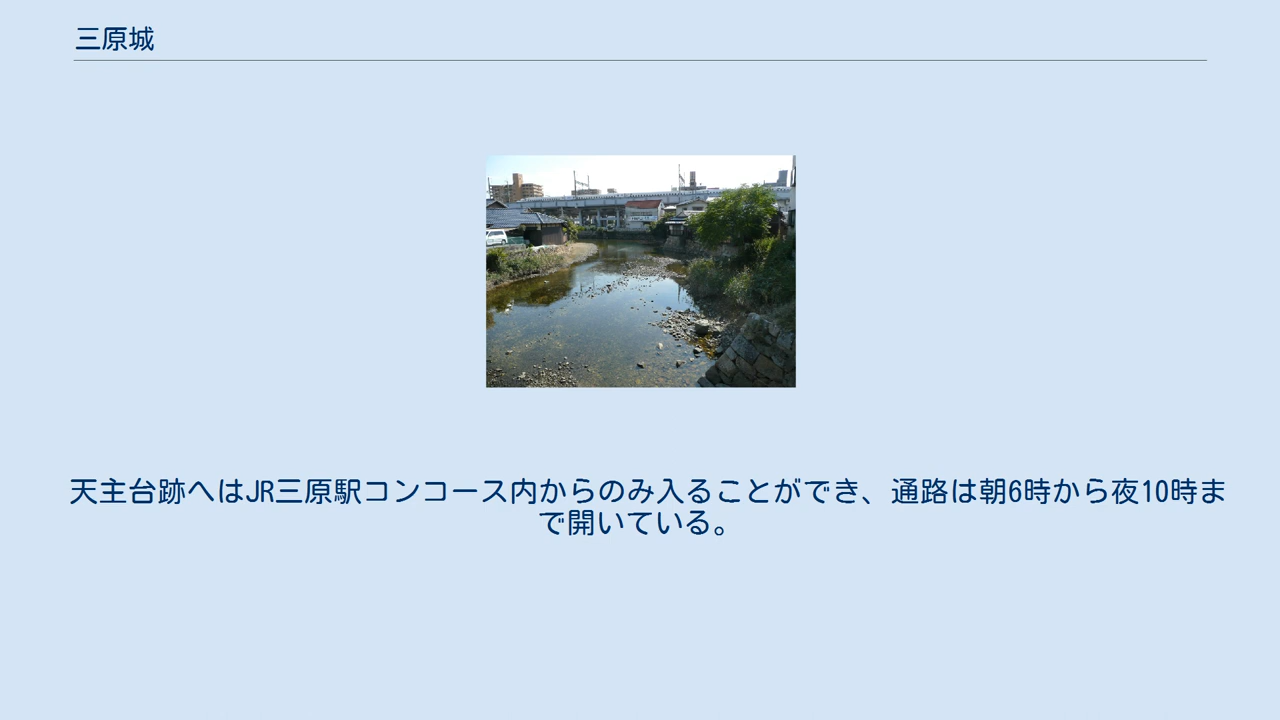 三原城
天主台跡へはJR三原駅コンコース内からのみ入ることができ、通路は朝6時から夜10時ま
で開いている。